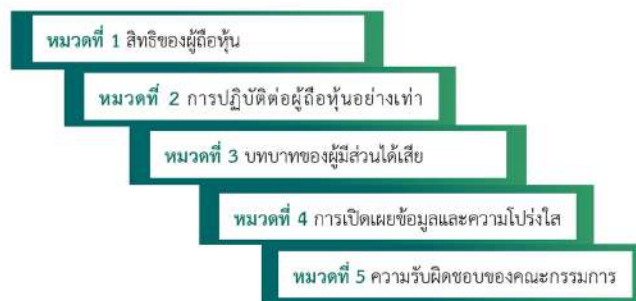 หมวดที่ 1 สิทธิของผู้ถือหุ้น
หมวดที่ 2 การปฏิบัติต่อผู้ถือหุ้นอย่างเท่า
หมวดที่ 3 บทบาทของผู้มีส่วนได้เสีย
หมวดที่ 4 การเปิดเผยข้อมูลและความโปร่งใส
หมวดที่ 5 ความรับผิดชอบของคณะกรรมการ